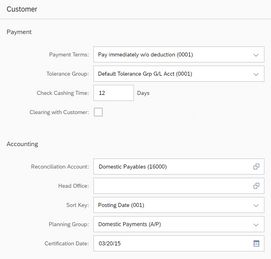 Customer
Payment
Payment Terms: Pay immediately w/o deduction (0001)
Tolerance Group: Default Tolerance Grp G/L Acct (0001)
Check Cashing Time: 12 Days
Clearing with Customer:
Accounting
Reconciliation Account: Domestic Payables (16000)
Head Office:
Sort Key: Posting Date (001)
Planning Group: Domestic Payments (A/P)
Certification Date: 03/20/15